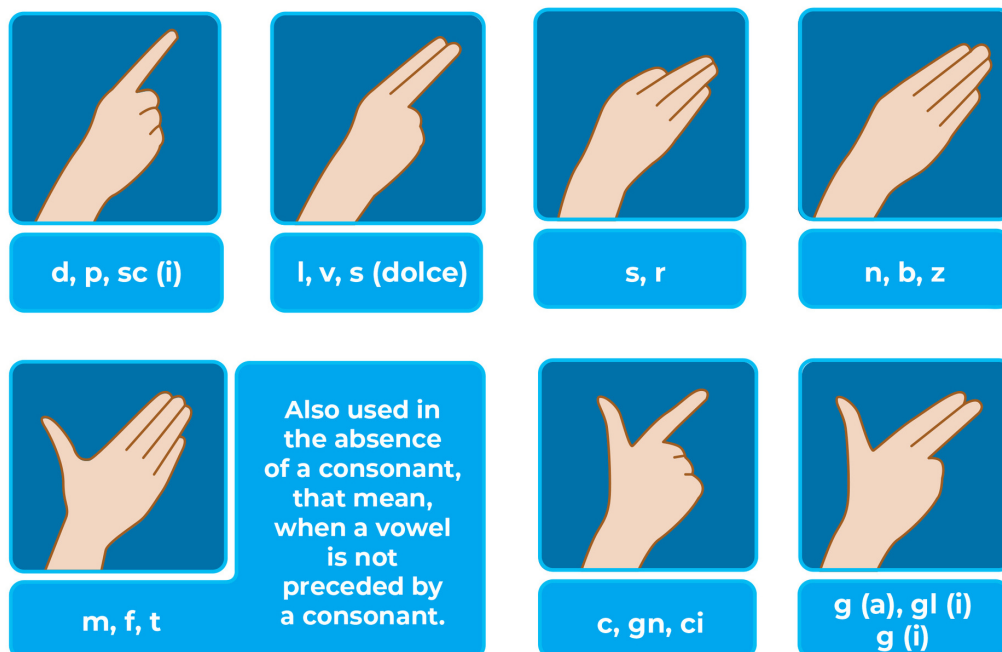 d, p, sc (i)
l, v, s (dolce)
s, r
n, b, z
m, f, t
Also used in
the absence
of a consonant,
that mean,
when a vowel
is not
preceded by
a consonant.
c, gn, ci
g (a), gl (i)
g (i)